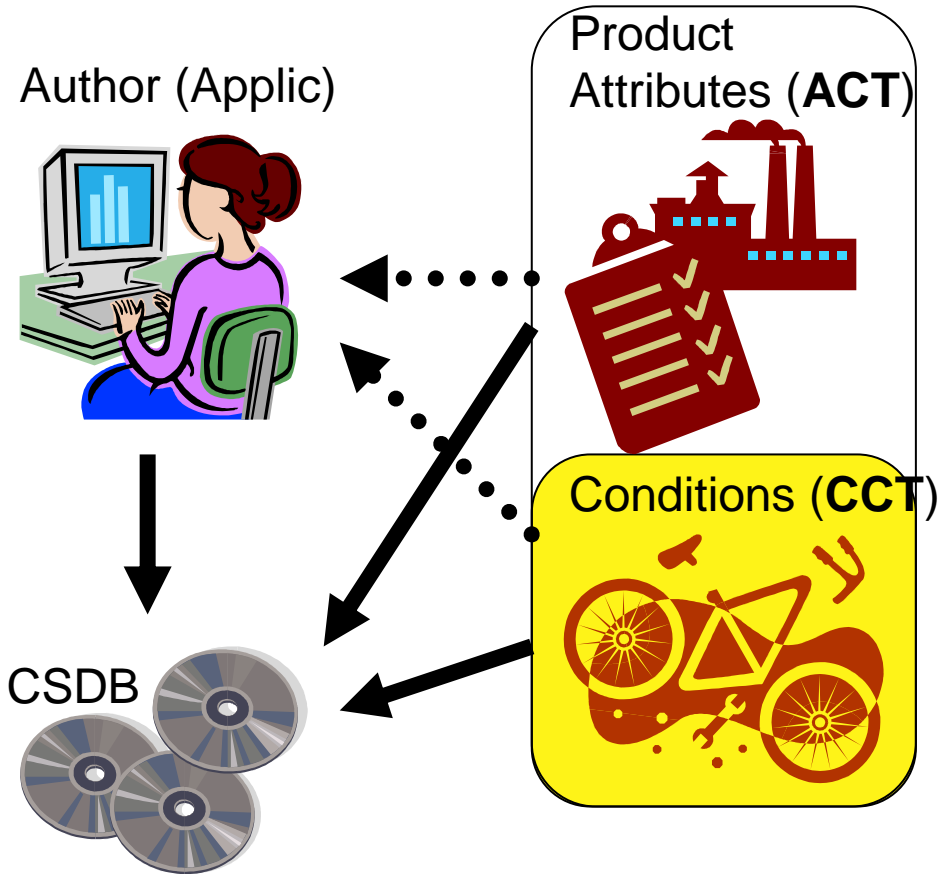 Author (Applic)
Product
Attributes (ACT)
Conditions (CCT)
CSDB